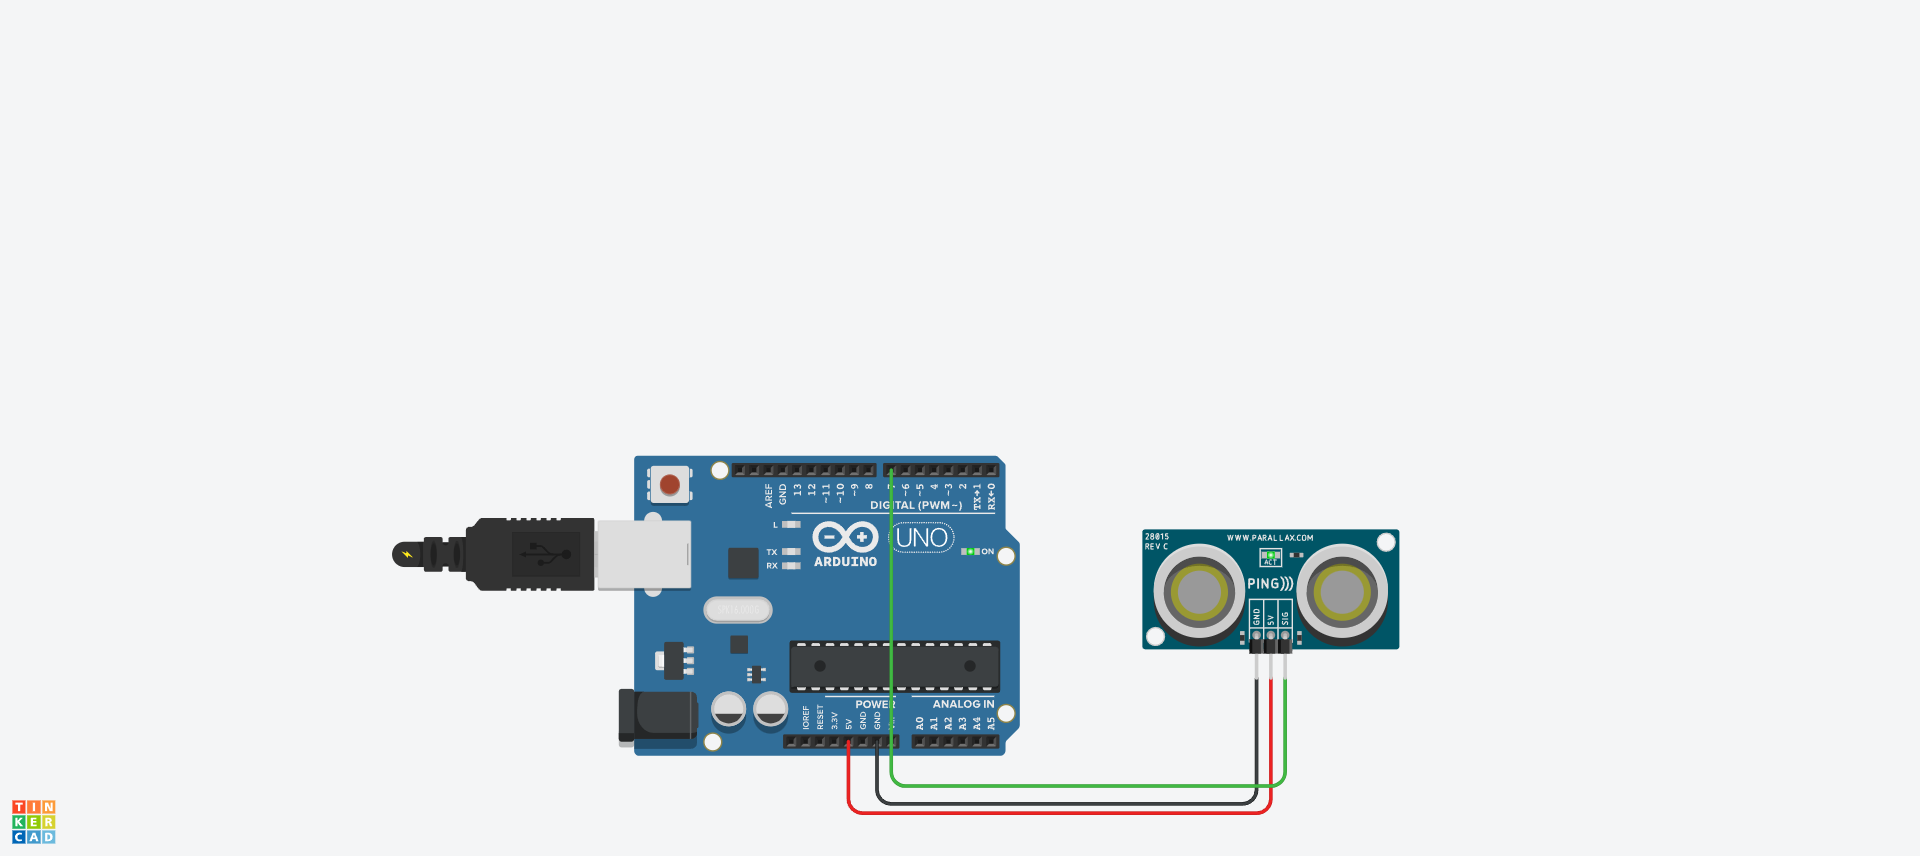 AREF
GND
13
12
~11
~10
~9
8
~6
~5
4
~3
2
TX→1
RX←0
DIGITAL (PWM~)
L
TX
RX
UNO
ARDUINO
ON
POWER
ANALOG IN
IOREF
RESET
3.3V
5V
GND
GND
A0
A1
A2
A3
A4
A5
28015
REV C
WWW.PARALLAX.COM
ACT
PING)))
GND
5V
SIG
TIN
KER
CAD